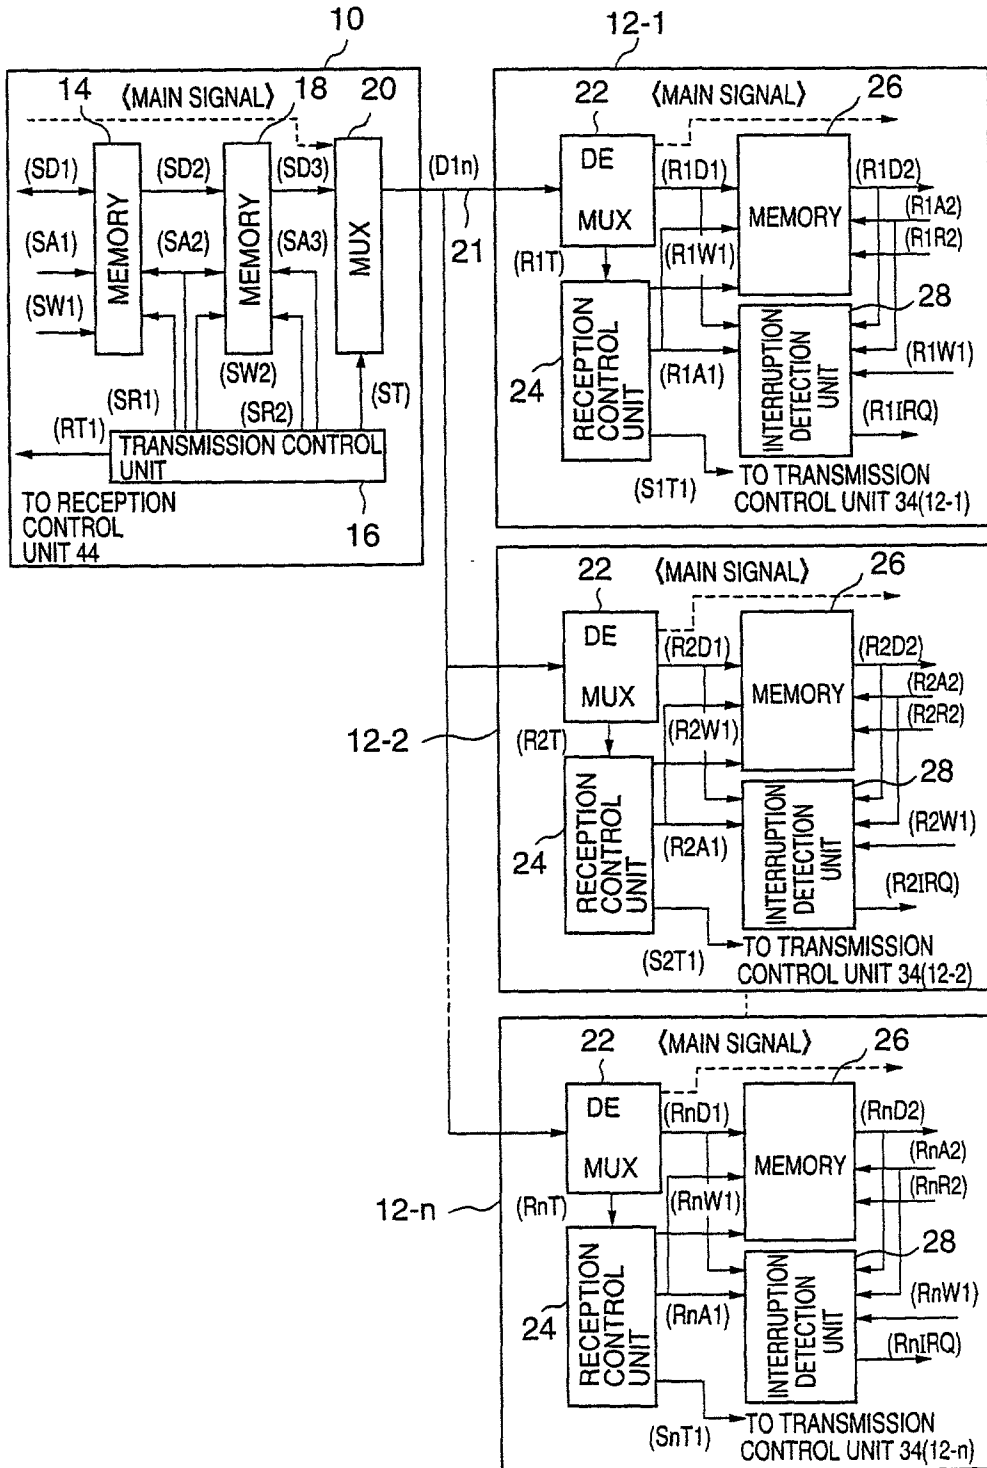 10
14
⟨MAIN SIGNAL⟩
18
20
(SD1)
(SD2)
(SD3)
(D1n)
MEMORY
MEMORY
MUX
(SA1)
(SA2)
(SA3)
21
(SW1)
(SW2)
(SR1)
(SR2)
(ST)
(RT1)
TRANSMISSION CONTROL
UNIT
TO RECEPTION
CONTROL
UNIT 44
16
12-1
22
⟨MAIN SIGNAL⟩
26
DE
MUX
(R1D1)
MEMORY
(R1D2)
(R1A2)
(R1R2)
(R1T)
(R1W1)
28
24
RECEPTION
CONTROL
UNIT
(R1A1)
INTERRUPTION
DETECTION
UNIT
(R1W1)
(R1IRQ)
(S1T1)
TO TRANSMISSION
CONTROL UNIT 34(12-1)
12-2
22
⟨MAIN SIGNAL⟩
26
DE
MUX
(R2D1)
MEMORY
(R2D2)
(R2A2)
(R2R2)
(R2T)
(R2W1)
28
24
RECEPTION
CONTROL
UNIT
(R2A1)
INTERRUPTION
DETECTION
UNIT
(R2W1)
(R2IRQ)
(S2T1)
TO TRANSMISSION
CONTROL UNIT 34(12-2)
12-n
22
⟨MAIN SIGNAL⟩
26
DE
MUX
(RnD1)
MEMORY
(RnD2)
(RnA2)
(RnR2)
(RnT)
(RnW1)
28
24
RECEPTION
CONTROL
UNIT
(RnA1)
INTERRUPTION
DETECTION
UNIT
(RnW1)
(RnIRQ)
(SnT1)
TO TRANSMISSION
CONTROL UNIT 34(12-n)